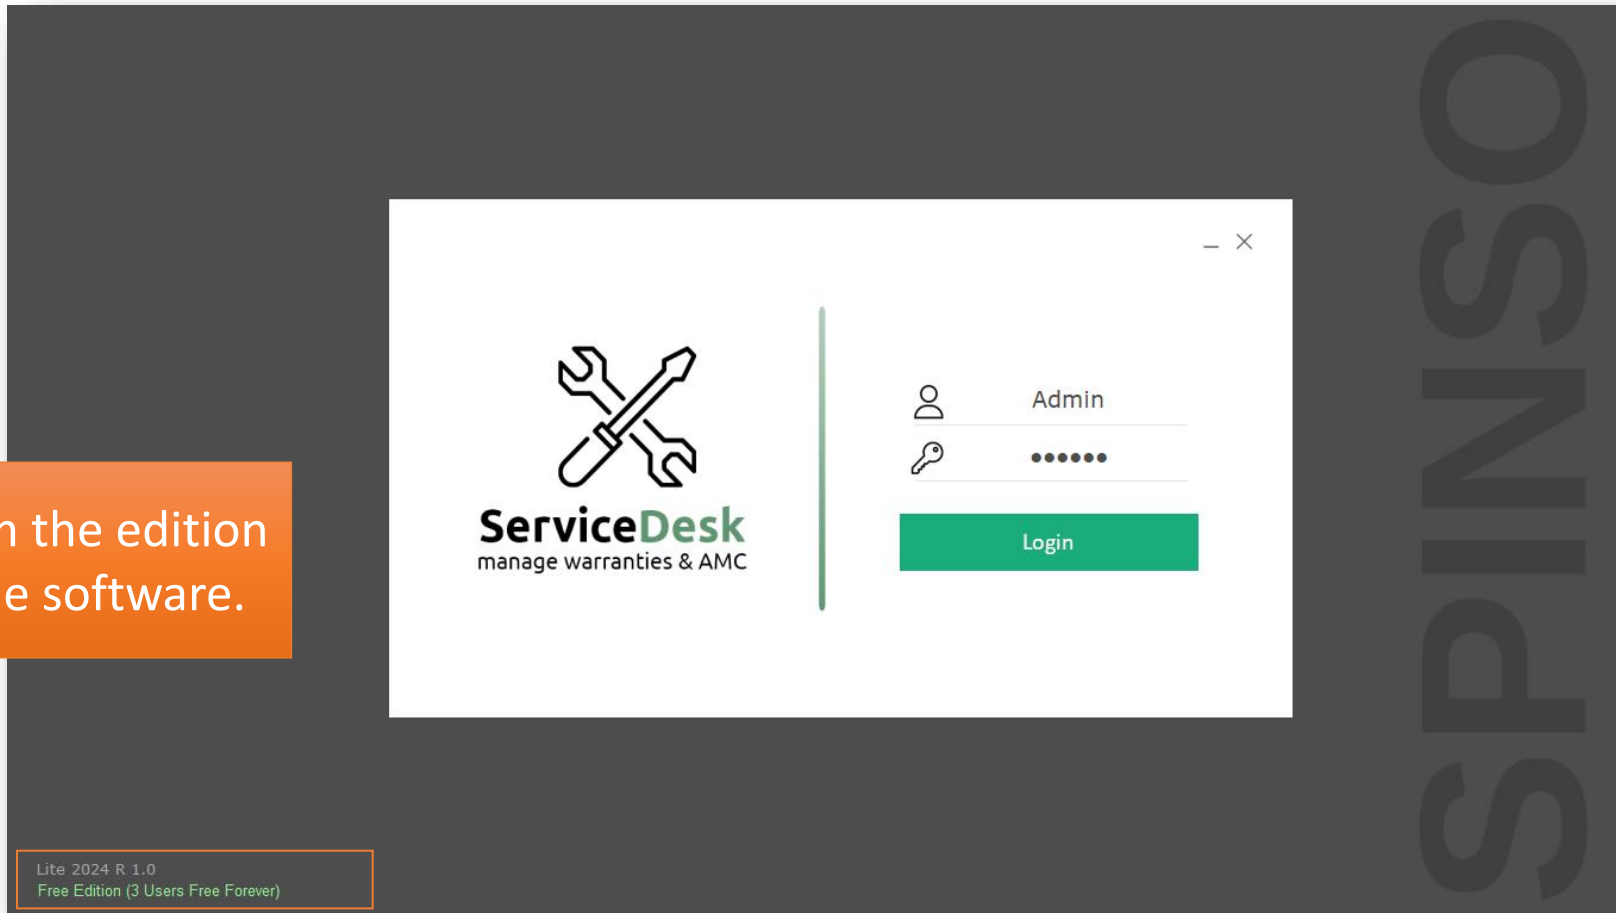 SPINSO
Admin
••••••
ServiceDesk
manage warranties & AMC
Login
the edition
software.
Lite 2024 R 1.0
Free Edition (3 Users Free Forever)